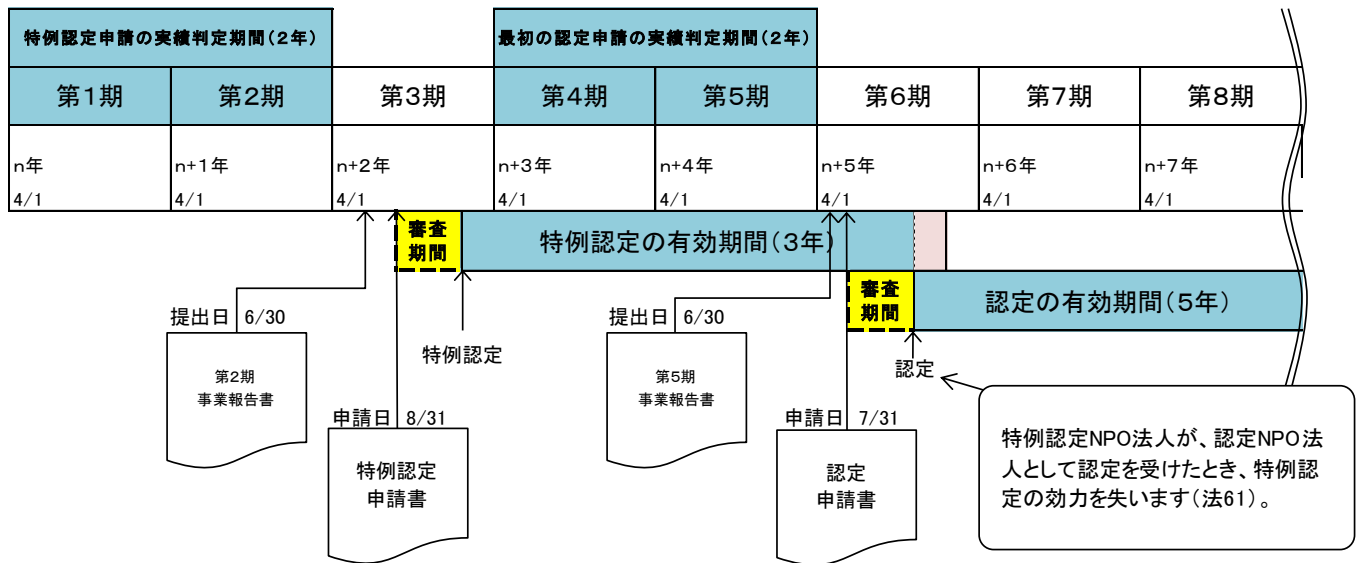 特例認定申請の実績判定期間(2年)
最初の認定申請の実績判定期間(2年)
第1期
第2期
第3期
第4期
第5期
第6期
第7期
第8期
n年
4/1
n+1年
4/1
n+2年
4/1
n+3年
4/1
n+4年
4/1
n+5年
4/1
n+6年
4/1
n+7年
4/1
審査
期間
特例認定の有効期間(3年)
審査
期間
認定の有効期間(5年)
提出日 6/30
第2期
事業報告書
特例認定
申請日 8/31
特例認定
申請書
提出日 6/30
第5期
事業報告書
認定
申請日 7/31
認定
申請書
特例認定NPO法人が、認定NPO法
人として認定を受けたとき、特例認
定の効力を失います(法61)。